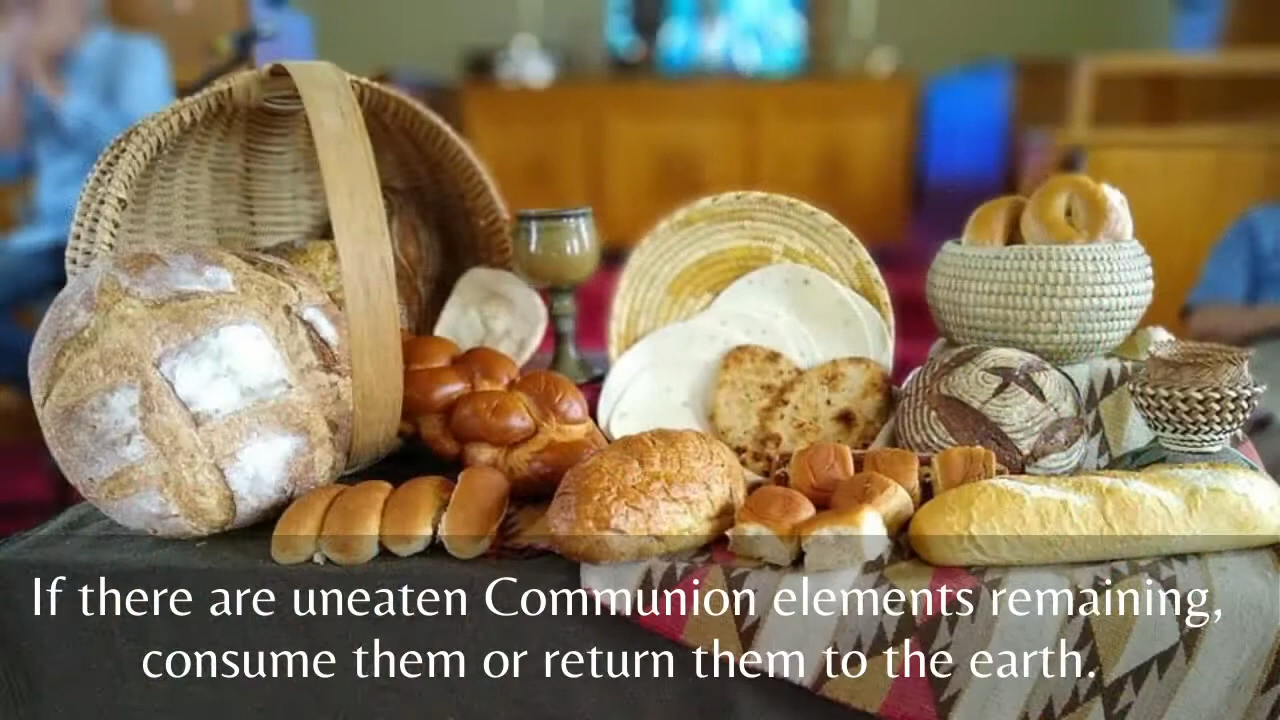 If there are uneaten Communion elements remaining,
consume them or return them to the earth.